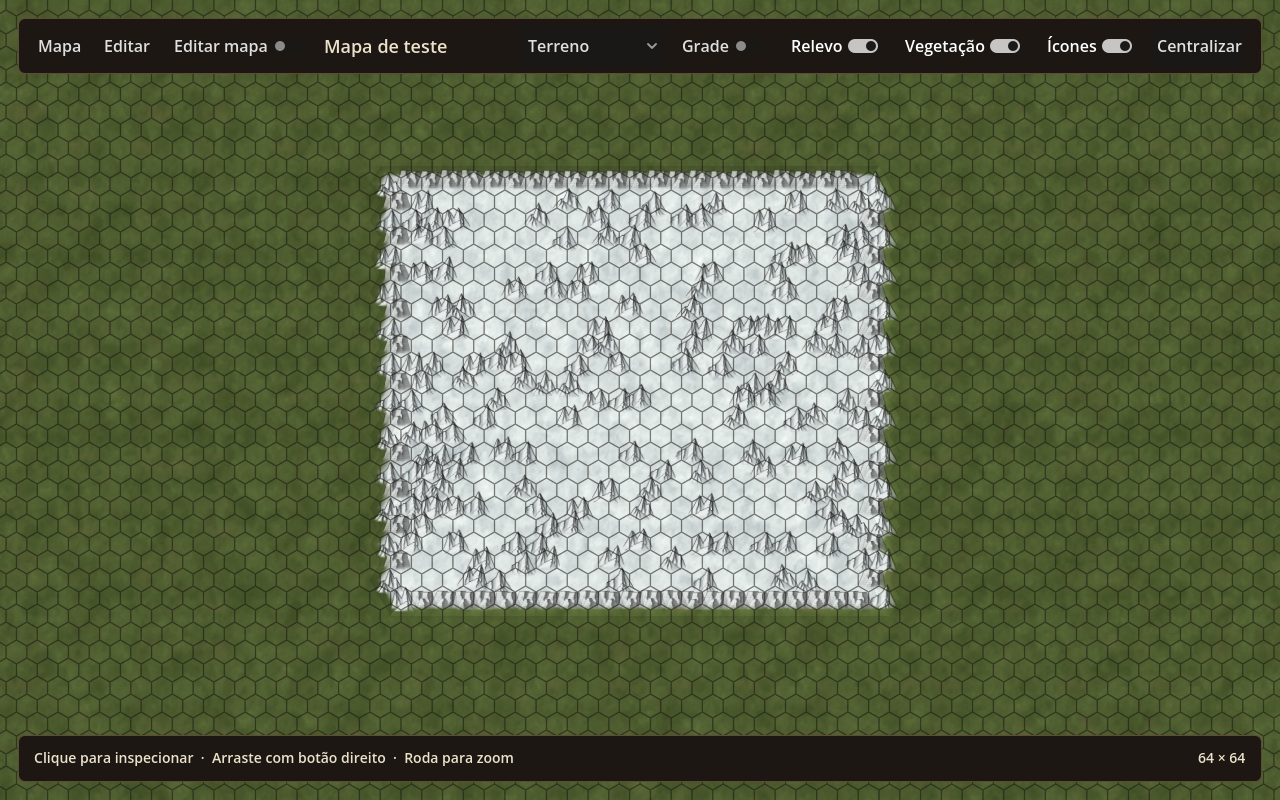 Mapa Editar Editar mapa Mapa de teste Terreno Grade Relevo Vegetação Ícones Centralizar
Clique para inspecionar · Arraste com botão direito · Roda para zoom 64 × 64